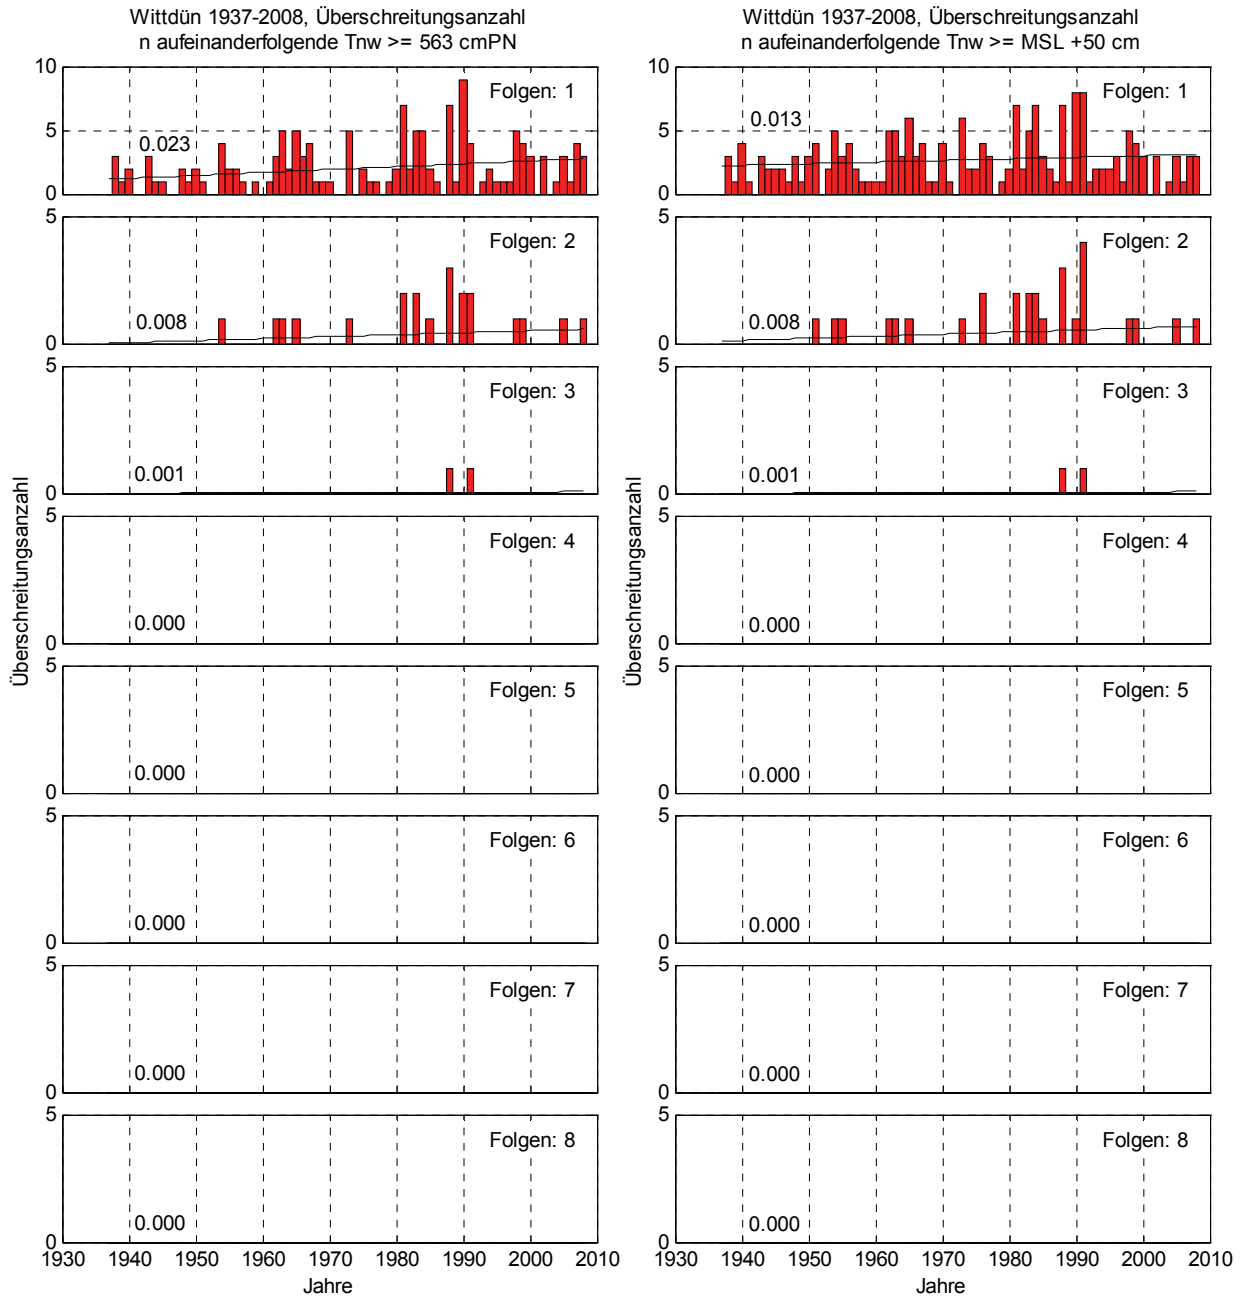 Wittdün 1937-2008, Überschreitungsanzahl
n aufeinanderfolgende Tnw >= 563 cmPN
10
5
0
0.023
Folgen: 1
5
0
0.008
Folgen: 2
5
0
0.001
Folgen: 3
5
0
0.000
Folgen: 4
5
0
0.000
Folgen: 5
5
0
0.000
Folgen: 6
5
0
0.000
Folgen: 7
5
0
0.000
Folgen: 8
1930 1940 1950 1960 1970 1980 1990 2000 2010
Jahre
Überschreitungsanzahl
Wittdün 1937-2008, Überschreitungsanzahl
n aufeinanderfolgende Tnw >= MSL +50 cm
10
5
0
0.013
Folgen: 1
5
0
0.008
Folgen: 2
5
0
0.001
Folgen: 3
5
0
0.000
Folgen: 4
5
0
0.000
Folgen: 5
5
0
0.000
Folgen: 6
5
0
0.000
Folgen: 7
5
0
0.000
Folgen: 8
1930 1940 1950 1960 1970 1980 1990 2000 2010
Jahre
Überschreitungsanzahl